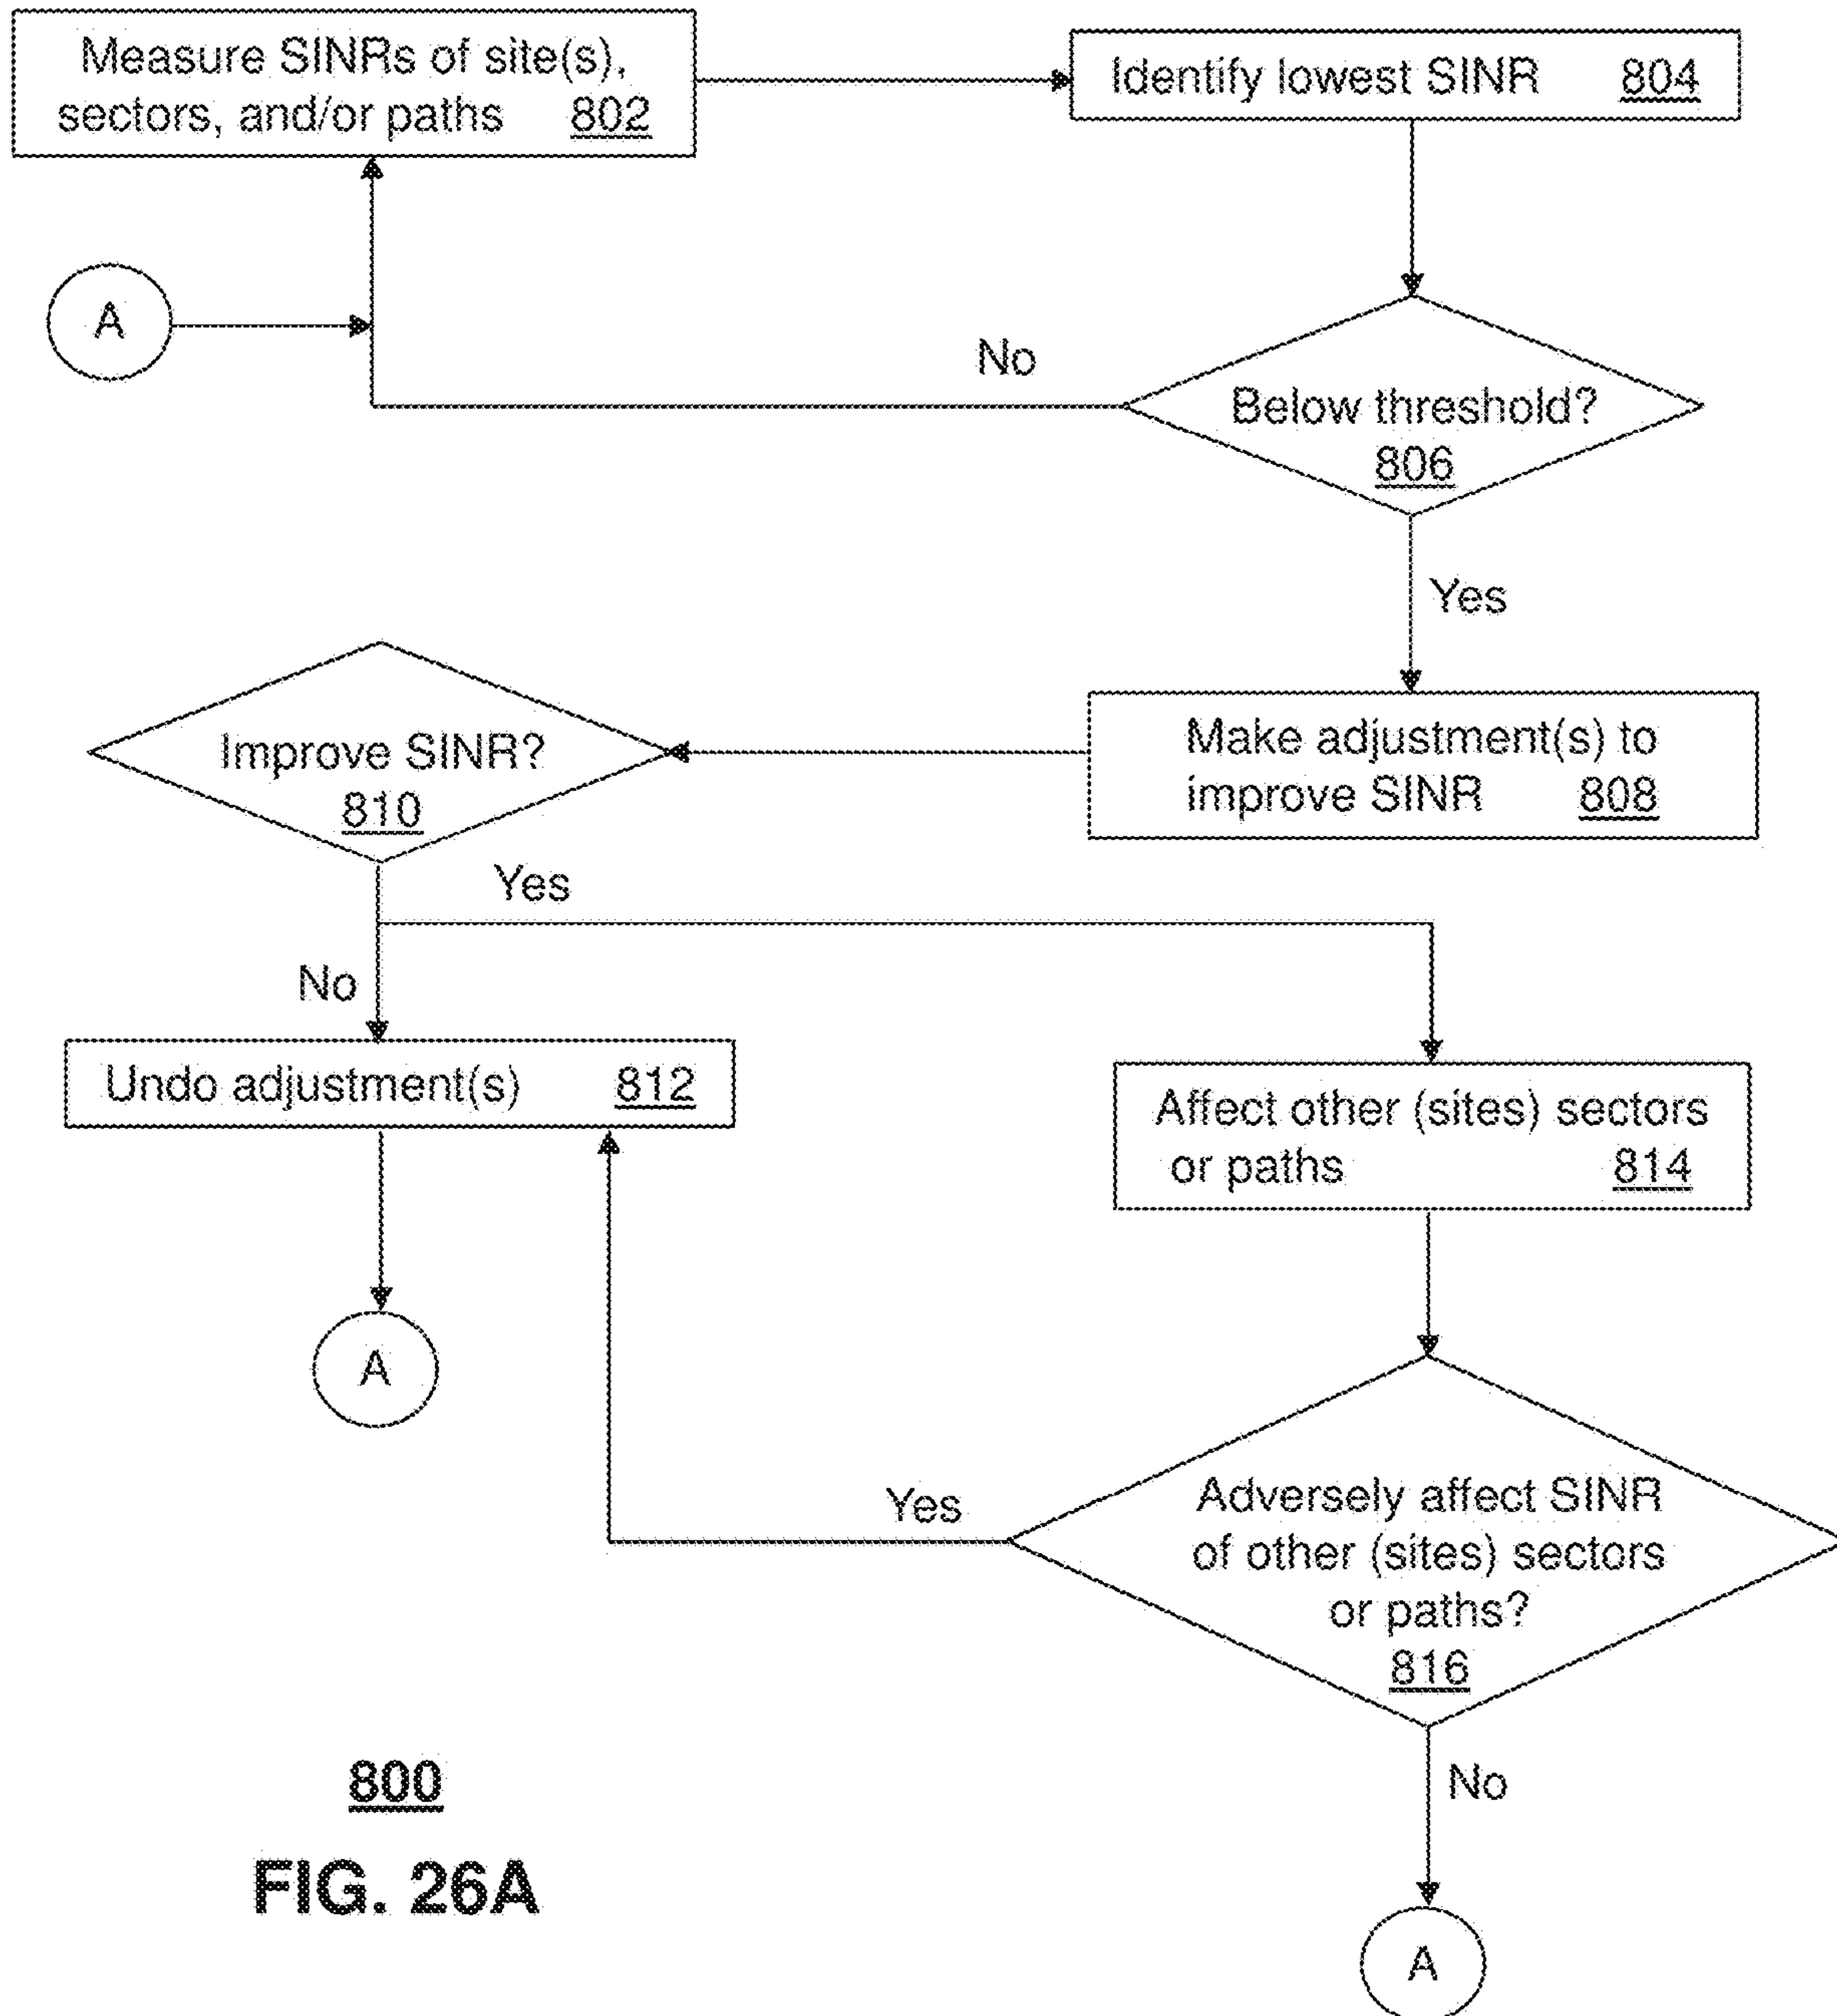 Measure SINRs of site(s),
sectors, and/or paths 802
Identify lowest SINR 804
A
No
Below threshold?
806
Yes
Improve SINR?
810
Make adjustment(s) to
improve SINR 808
Yes
No
Undo adjustment(s) 812
Affect other (sites) sectors
or paths 814
A
Yes
Adversely affect SINR
of other (sites) sectors
or paths?
816
No
800
FIG. 26A
A